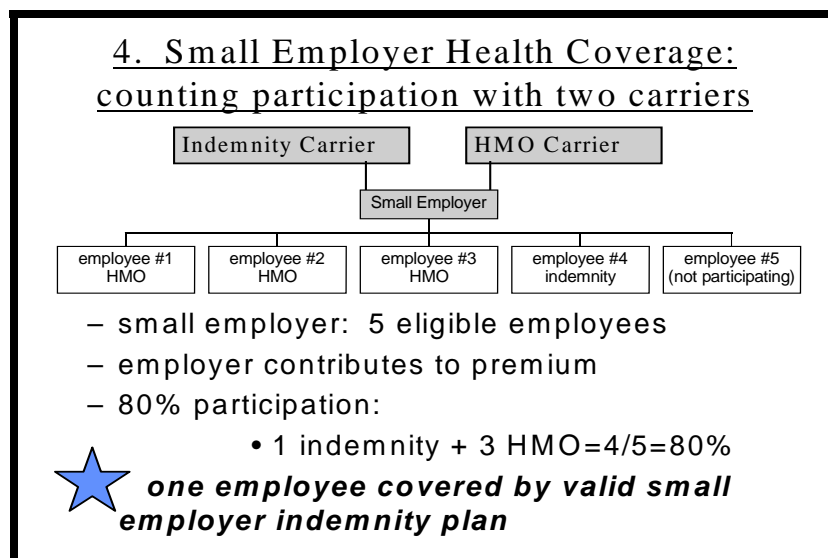 4. Small Employer Health Coverage:
counting participation with two carriers
Indemnity Carrier
HMO Carrier
Small Employer
employee #1
HMO
employee #2
HMO
employee #3
HMO
employee #4
indemnity
employee #5
(not participating)
– small employer: 5 eligible employees
– employer contributes to premium
– 80% participation:
• 1 indemnity + 3 HMO=4/5=80%
one employee covered by valid small
employer indemnity plan